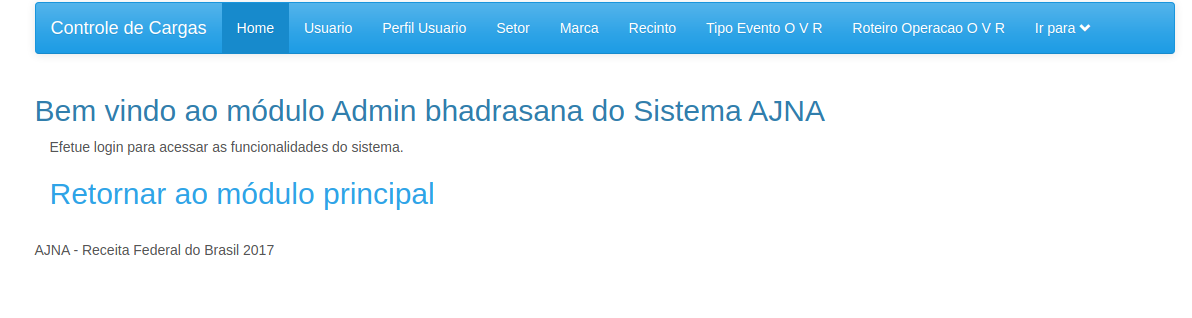 Controle de Cargas Home Usuario Perfil Usuario Setor Marca Recinto Tipo Evento O V R Roteiro Operacao O V R Ir para
Bem vindo ao módulo Admin bhadrasana do Sistema AJNA
Efetue login para acessar as funcionalidades do sistema.
Retornar ao módulo principal
AJNA - Receita Federal do Brasil 2017